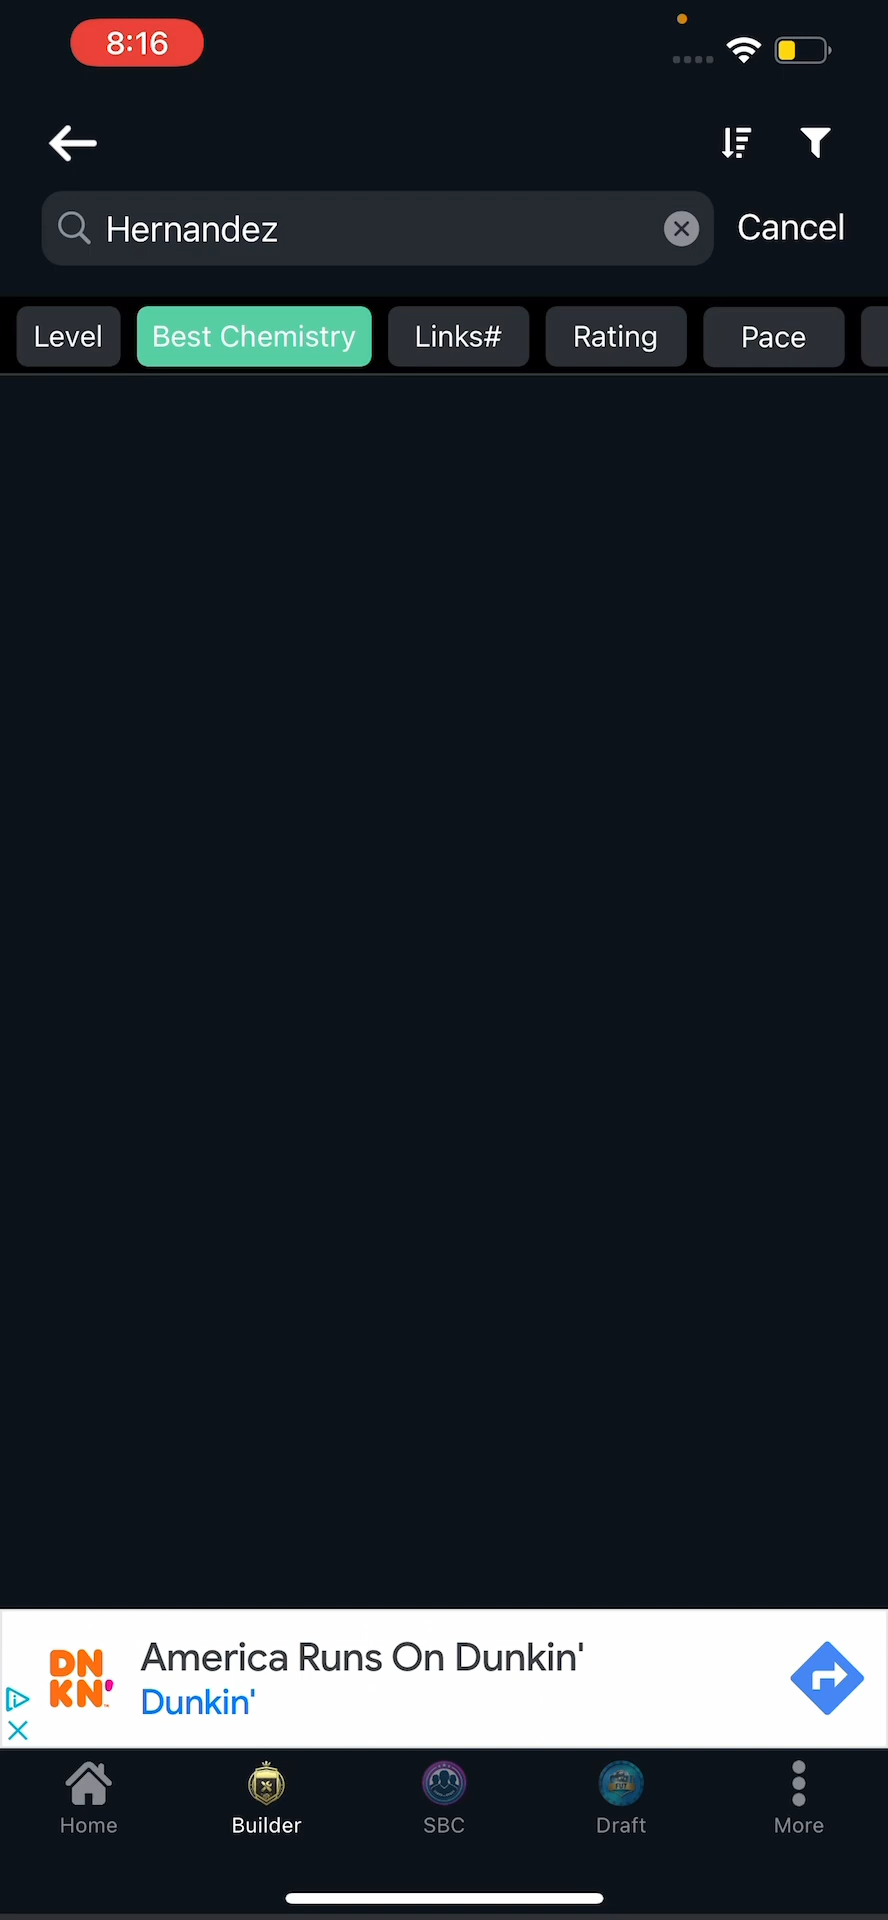 8:16
Hernandez
Cancel
Level
Best Chemistry
Links#
Rating
Pace
DN
KN'
America Runs On Dunkin'
Dunkin'
Home
Builder
SBC
Draft
More